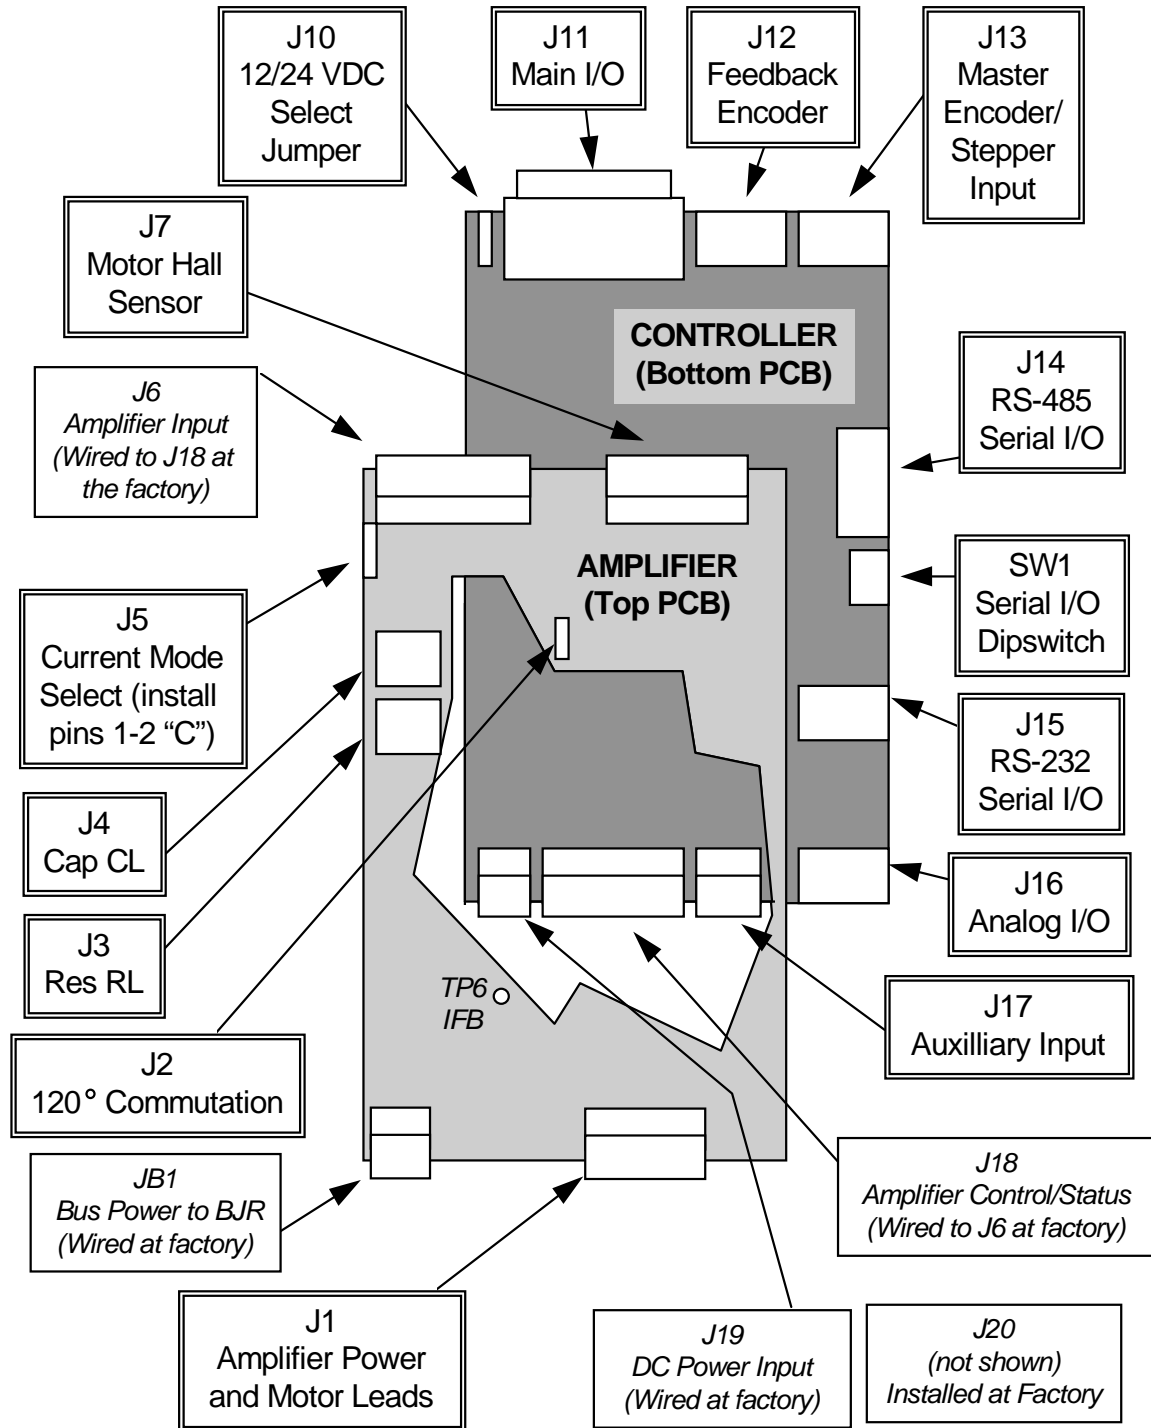 J10
12/24 VDC
Select
Jumper
J11
Main I/O
J12
Feedback
Encoder
J13
Master
Encoder/
Stepper
Input
J7
Motor Hall
Sensor
CONTROLLER
(Bottom PCB)
J14
RS-485
Serial I/O
J6
Amplifier Input
(Wired to J18 at
the factory)
AMPLIFIER
(Top PCB)
SW1
Serial I/O
Dipswitch
J5
Current Mode
Select (install
pins 1-2 “C”)
J15
RS-232
Serial I/O
J4
Cap CL
J16
Analog I/O
J3
Res RL
TP6
IFB
J17
Auxilliary Input
J2
120° Commutation
JB1
Bus Power to BJR
(Wired at factory)
J18
Amplifier Control/Status
(Wired to J6 at factory)
J1
Amplifier Power
and Motor Leads
J19
DC Power Input
(Wired at factory)
J20
(not shown)
Installed at Factory